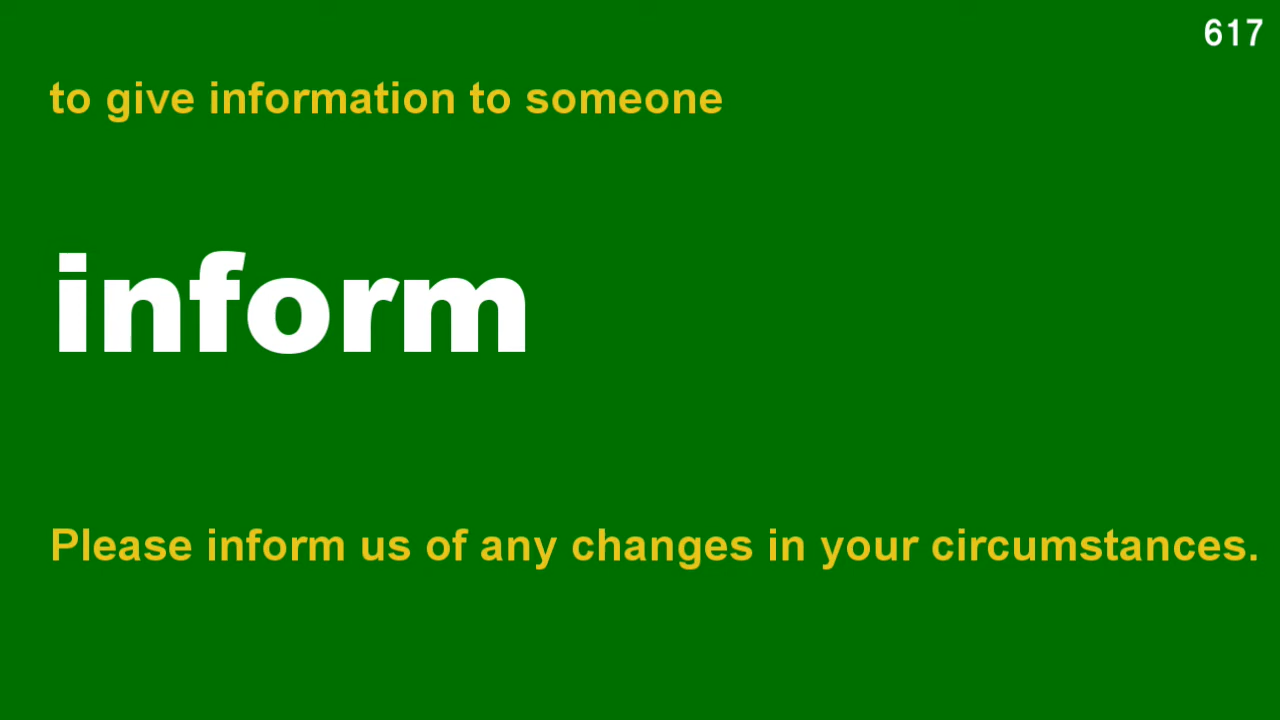 617
to give information to someone
inform
Please inform us of any changes in your circumstances.